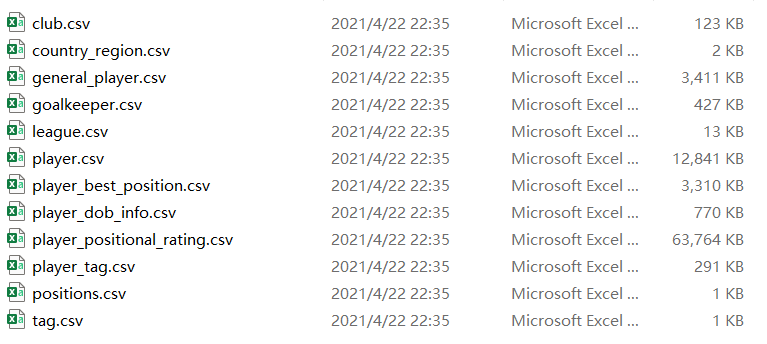 club.csv 2021/4/22 22:35 Microsoft Excel ... 123 KB
country_region.csv 2021/4/22 22:35 Microsoft Excel ... 2 KB
general_player.csv 2021/4/22 22:35 Microsoft Excel ... 3,411 KB
goalkeeper.csv 2021/4/22 22:35 Microsoft Excel ... 427 KB
league.csv 2021/4/22 22:35 Microsoft Excel ... 13 KB
player.csv 2021/4/22 22:35 Microsoft Excel ... 12,841 KB
player_best_position.csv 2021/4/22 22:35 Microsoft Excel ... 3,310 KB
player_dob_info.csv 2021/4/22 22:35 Microsoft Excel ... 770 KB
player_positional_rating.csv 2021/4/22 22:35 Microsoft Excel ... 63,764 KB
player_tag.csv 2021/4/22 22:35 Microsoft Excel ... 291 KB
positions.csv 2021/4/22 22:35 Microsoft Excel ... 1 KB
tag.csv 2021/4/22 22:35 Microsoft Excel ... 1 KB